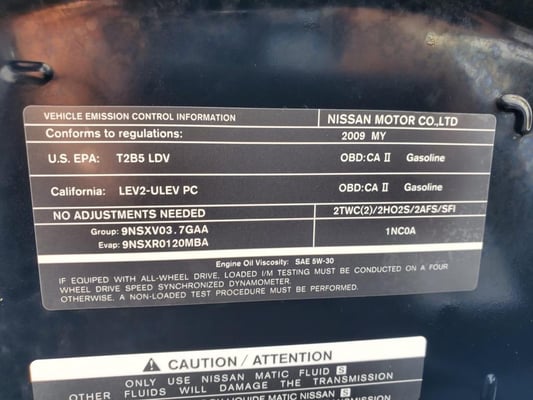 VEHICLE EMISSION CONTROL INFORMATION NISSAN MOTOR CO.,LTD
Conforms to regulations: 2009 MY
U.S. EPA: T2B5 LDV OBD:CA II Gasoline
California: LEV2-ULEV PC OBD:CA II Gasoline
NO ADJUSTMENTS NEEDED 2TWC(2)/2HO2S/2AFS/SFI
Group: 9NSXV03.7GAA 1NC0A
Evap: 9NSXR0120MBA
Engine Oil Viscosity: SAE 5W-30
IF EQUIPPED WITH ALL-WHEEL DRIVE, LOADED I/M TESTING MUST BE CONDUCTED ON A FOUR
WHEEL DRIVE SPEED SYNCHRONIZED DYNAMOMETER.
OTHERWISE, A NON-LOADED TEST PROCEDURE MUST BE PERFORMED.
CAUTION / ATTENTION
ONLY USE NISSAN MATIC FLUID S
OTHER FLUIDS WILL DAMAGE THE TRANSMISSION
LIQUIDE MATIC NISSAN S